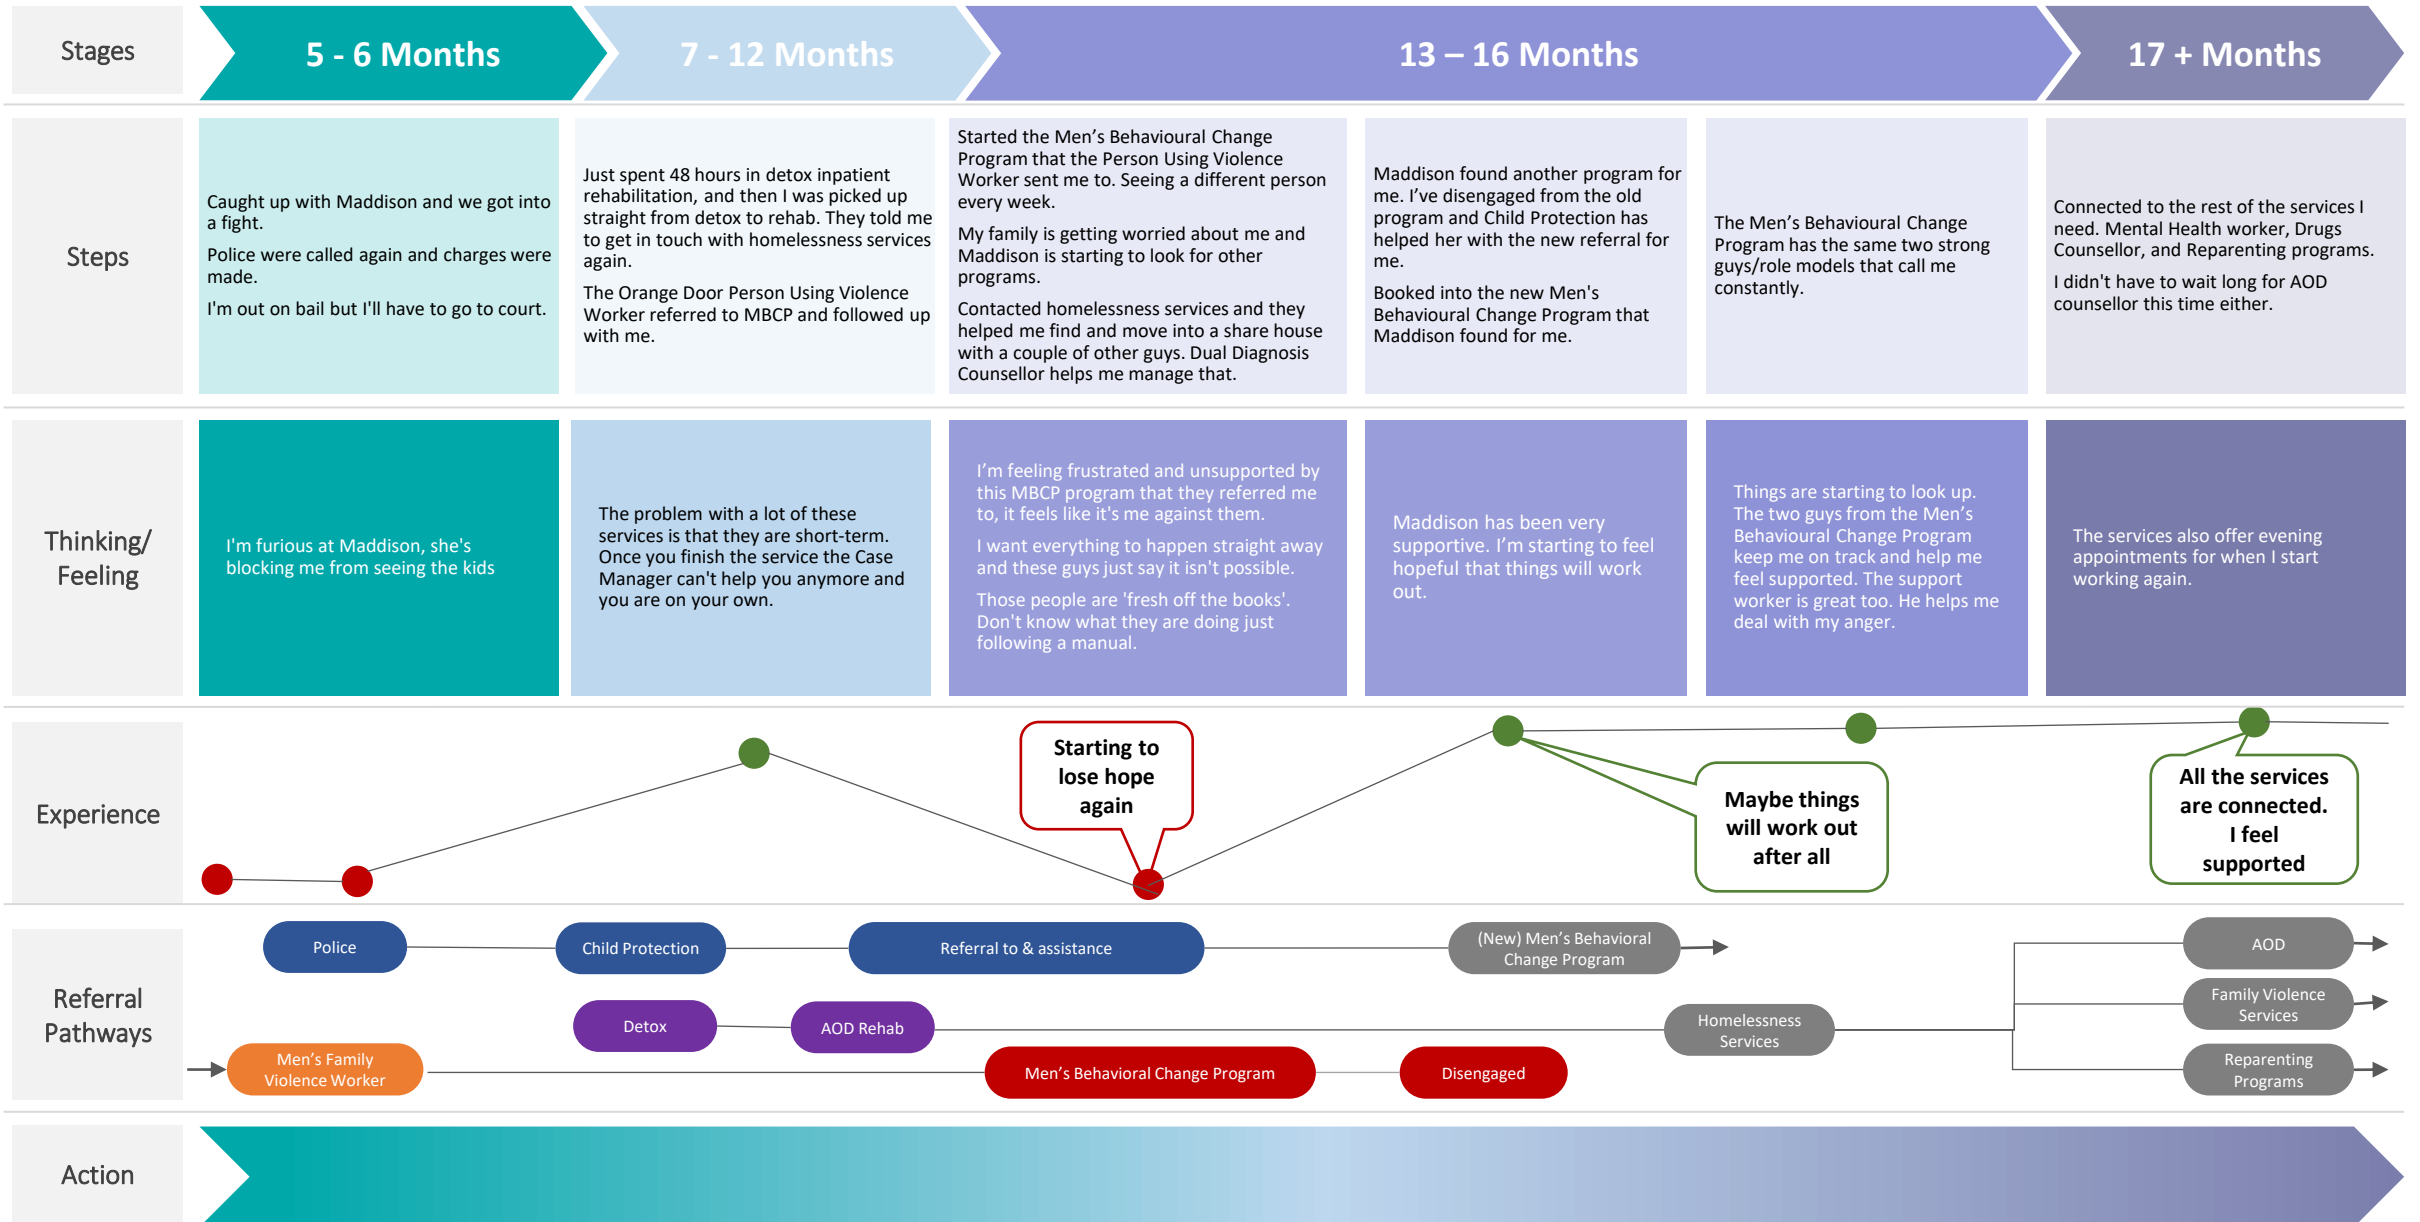 Stages
5 - 6 Months
7 - 12 Months
13 – 16 Months
17 + Months
Steps
Caught up with Maddison and we got into
a fight.
Police were called again and charges were
made.
I'm out on bail but I'll have to go to court.
Just spent 48 hours in detox inpatient
rehabilitation, and then I was picked up
straight from detox to rehab. They told me
to get in touch with homelessness services
again.
The Orange Door Person Using Violence
Worker referred to MBCP and followed up
with me.
Started the Men’s Behavioural Change
Program that the Person Using Violence
Worker sent me to. Seeing a different person
every week.
My family is getting worried about me and
Maddison is starting to look for other
programs.
Contacted homelessness services and they
helped me find and move into a share house
with a couple of other guys. Dual Diagnosis
Counsellor helps me manage that.
Maddison found another program for
me. I’ve disengaged from the old
program and Child Protection has
helped her with the new referral for
me.
Booked into the new Men's
Behavioural Change Program that
Maddison found for me.
The Men’s Behavioural Change
Program has the same two strong
guys/role models that call me
constantly.
Connected to the rest of the services I
need. Mental Health worker, Drugs
Counsellor, and Reparenting programs.
I didn't have to wait long for AOD
counsellor this time either.
Thinking/
Feeling
I'm furious at Maddison, she's
blocking me from seeing the kids
The problem with a lot of these
services is that they are short-term.
Once you finish the service the Case
Manager can't help you anymore and
you are on your own.
I’m feeling frustrated and unsupported by
this MBCP program that they referred me
to, it feels like it's me against them.
I want everything to happen straight away
and these guys just say it isn't possible.
Those people are 'fresh off the books'.
Don't know what they are doing just
following a manual.
Maddison has been very
supportive. I’m starting to feel
hopeful that things will work
out.
Things are starting to look up.
The two guys from the Men’s
Behavioural Change Program
keep me on track and help me
feel supported. The support
worker is great too. He helps me
deal with my anger.
The services also offer evening
appointments for when I start
working again.
Experience
Starting to
lose hope
again
Maybe things
will work out
after all
All the services
are connected.
I feel
supported
Referral
Pathways
Police
Child Protection
Referral to & assistance
(New) Men’s Behavioral
Change Program
AOD
Detox
AOD Rehab
Homelessness
Services
Family Violence
Services
Men’s Family
Violence Worker
Men’s Behavioral Change Program
Disengaged
Reparenting
Programs
Action